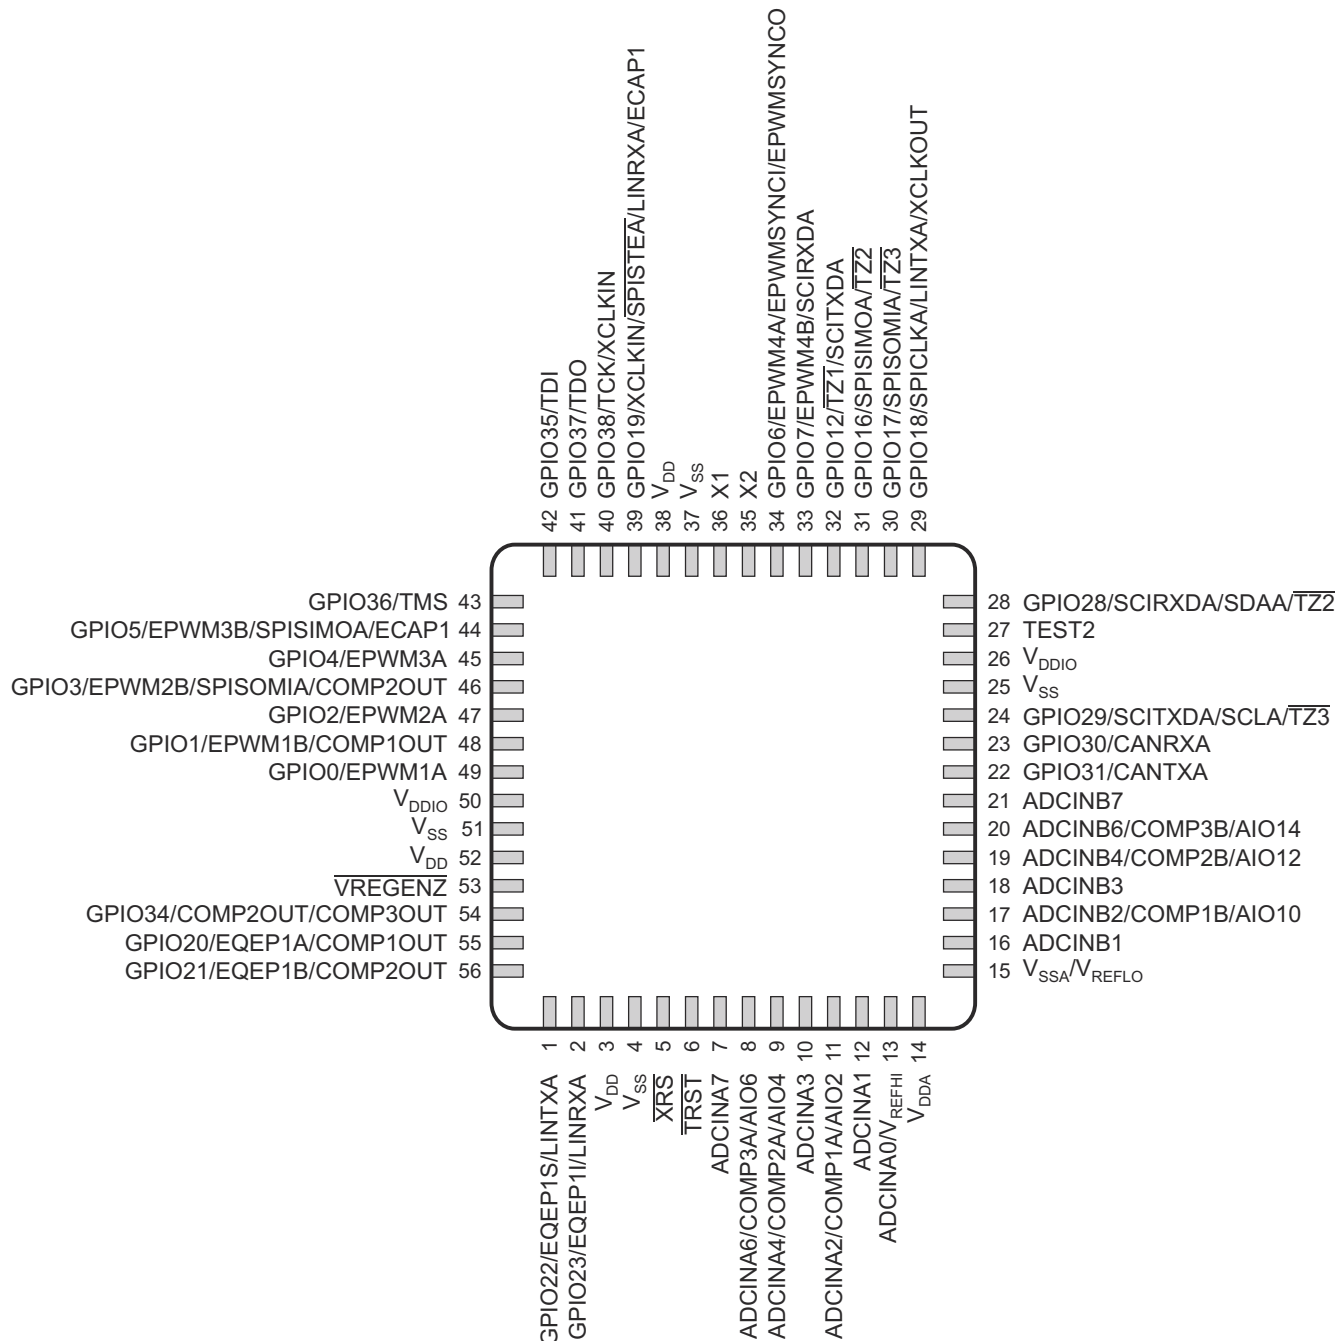 42 GPIO35/TDI
41 GPIO37/TDO
40 GPIO38/TCK/XCLKIN
39 GPIO19/XCLKIN/SPISTEA/LINRXA/ECAP1
38 VDD
37 VSS
36 X1
35 X2
34 GPIO6/EPWM4A/EPWMSYNCI/EPWMSYNCO
33 GPIO7/EPWM4B/SCIRXDA
32 GPIO12/TZ1/SCITXDA
31 GPIO16/SPISIMOA/TZ2
30 GPIO17/SPISOMIA/TZ3
29 GPIO18/SPICLKA/LINTXA/XCLKOUT
GPIO36/TMS 43
GPIO5/EPWM3B/SPISIMOA/ECAP1 44
GPIO4/EPWM3A 45
GPIO3/EPWM2B/SPISOMIA/COMP2OUT 46
GPIO2/EPWM2A 47
GPIO1/EPWM1B/COMP1OUT 48
GPIO0/EPWM1A 49
VDDIO 50
VSS 51
VDD 52
VREGENZ 53
GPIO34/COMP2OUT/COMP3OUT 54
GPIO20/EQEP1A/COMP1OUT 55
GPIO21/EQEP1B/COMP2OUT 56
28 GPIO28/SCIRXDA/SDAA/TZ2
27 TEST2
26 VDDIO
25 VSS
24 GPIO29/SCITXDA/SCLA/TZ3
23 GPIO30/CANRXA
22 GPIO31/CANTXA
21 ADCINB7
20 ADCINB6/COMP3B/AIO14
19 ADCINB4/COMP2B/AIO12
18 ADCINB3
17 ADCINB2/COMP1B/AIO10
16 ADCINB1
15 VSSA/VREFLO
GPIO22/EQEP1S/LINTXA 1
GPIO23/EQEP1I/LINRXA 2
VDD 3
VSS 4
XRS 5
TRST 6
ADCINA7 7
ADCINA6/COMP3A/AIO6 8
ADCINA4/COMP2A/AIO4 9
ADCINA3 10
ADCINA2/COMP1A/AIO2 11
ADCINA1 12
ADCINA0/VREFHI 13
VDDA 14